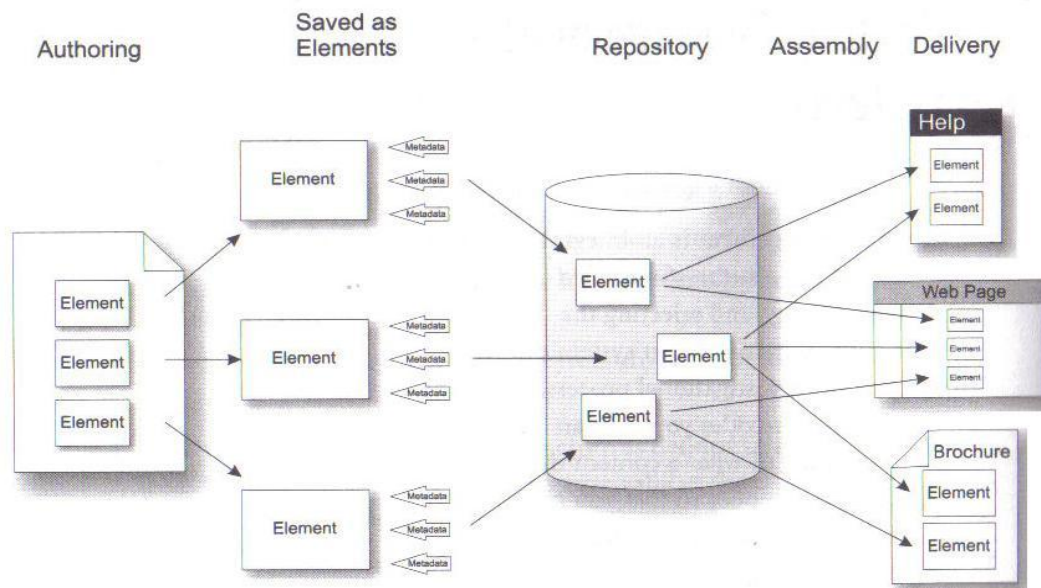 Authoring
Saved as
Elements
Repository
Assembly
Delivery
Element
Element
Element
Element
Metadata
Metadata
Metadata
Element
Metadata
Metadata
Metadata
Element
Metadata
Metadata
Metadata
Element
Element
Element
Help
Element
Element
Web Page
Element
Element
Element
Brochure
Element
Element